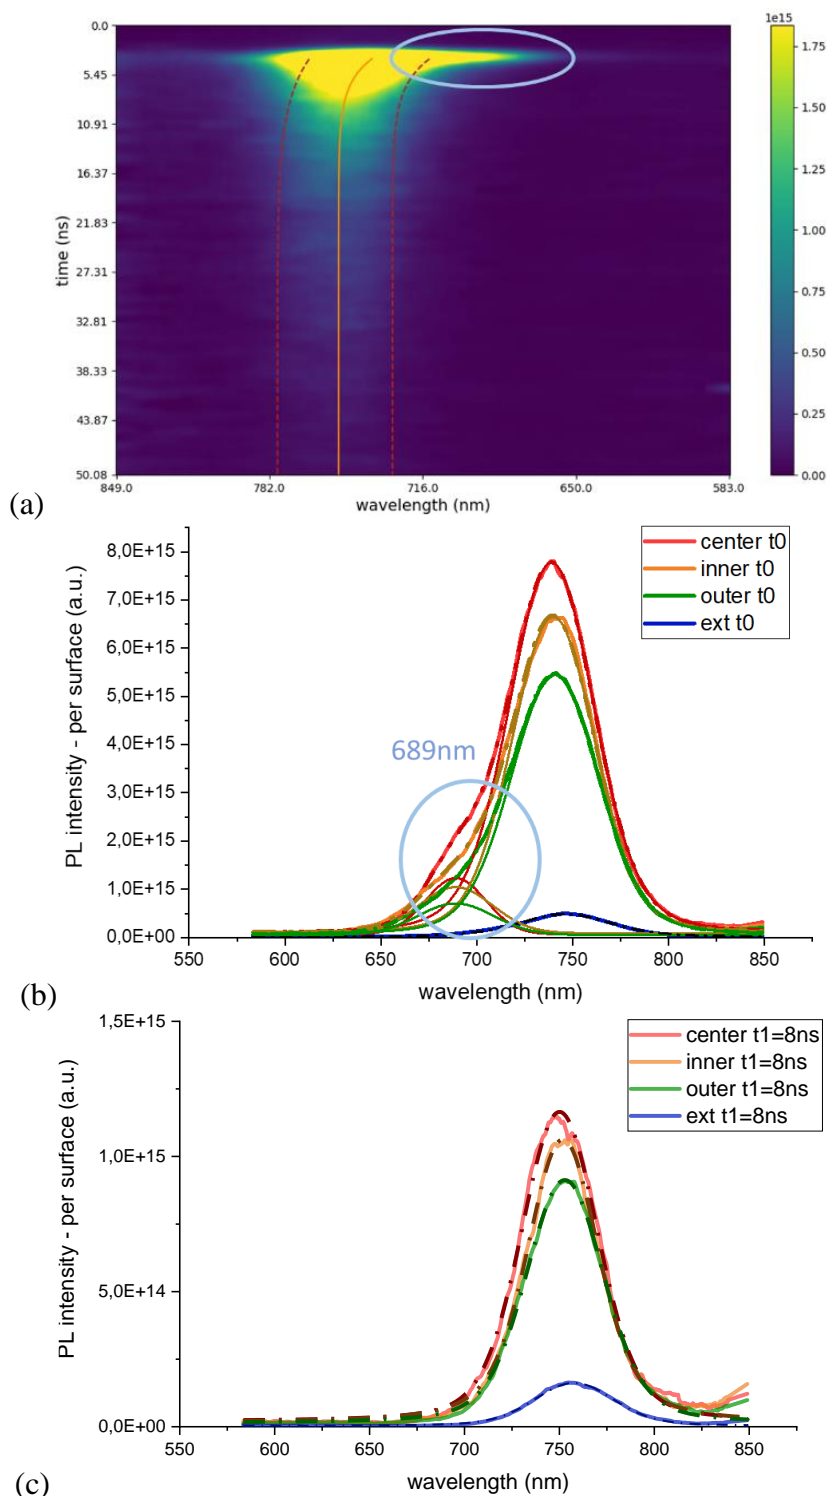 1e15
0.0
5.45
10.91
16.37
21.83
27.31
32.81
38.33
43.87
50.08
time (ns)
849.0
782.0
716.0
650.0
583.0
wavelength (nm)
1.75
1.50
1.25
1.00
0.75
0.50
0.25
0.00
(a)
8,0E+15
7,0E+15
6,0E+15
5,0E+15
4,0E+15
3,0E+15
2,0E+15
1,0E+15
0,0E+00
PL intensity - per surface (a.u.)
center t0
inner t0
outer t0
ext t0
689nm
550
600
650
700
750
800
850
wavelength (nm)
(b)
1,5E+15
1,0E+15
5,0E+14
0,0E+00
PL intensity - per surface (a.u.)
center t1=8ns
inner t1=8ns
outer t1=8ns
ext t1=8ns
550
600
650
700
750
800
850
wavelength (nm)
(c)